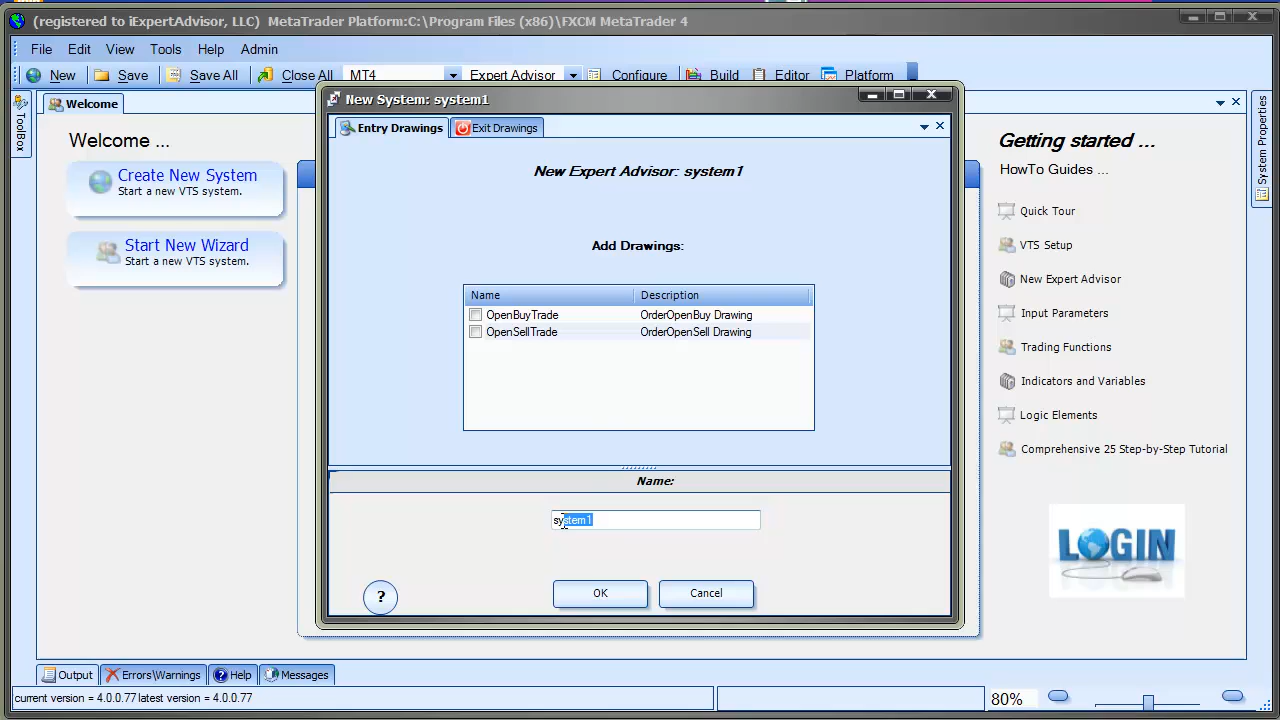 (registered to iExpertAdvisor, LLC) MetaTrader Platform:C:\Program Files (x86)\FXCM MetaTrader 4
File Edit View Tools Help Admin
New Save Save All Close All MT4 Expert Advisor Configure Build Editor Platform
ToolBox
Welcome
Welcome ...
Create New System
Start a new VTS system.
Start New Wizard
Start a new VTS system.
New System: system1
Entry Drawings Exit Drawings
New Expert Advisor: system1
Add Drawings:
Name Description
OpenBuyTrade OrderOpenBuy Drawing
OpenSellTrade OrderOpenSell Drawing
Name:
system1
? OK Cancel
Getting started ...
HowTo Guides ...
Quick Tour
VTS Setup
New Expert Advisor
Input Parameters
Trading Functions
Indicators and Variables
Logic Elements
Comprehensive 25 Step-by-Step Tutorial
LOGIN
System Properties
Output Errors\Warnings Help Messages
current version = 4.0.0.77 latest version = 4.0.0.77
80%